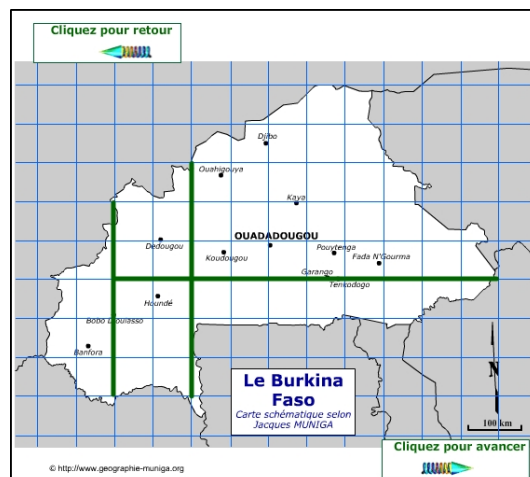 Cliquez pour retour
Djibo
Ouahigouya
Kaya
OUADADOUGOU
Dedougou
Koudougou
Pouytenga
Fada N'Gourma
Garango
Tenkodogo
Houndé
Bobo Dioulasso
Banfora
Le Burkina
Faso
Carte schématique selon
Jacques MUNIGA
N
100 km
Cliquez pour avancer
© http://www.geographie-muniga.org